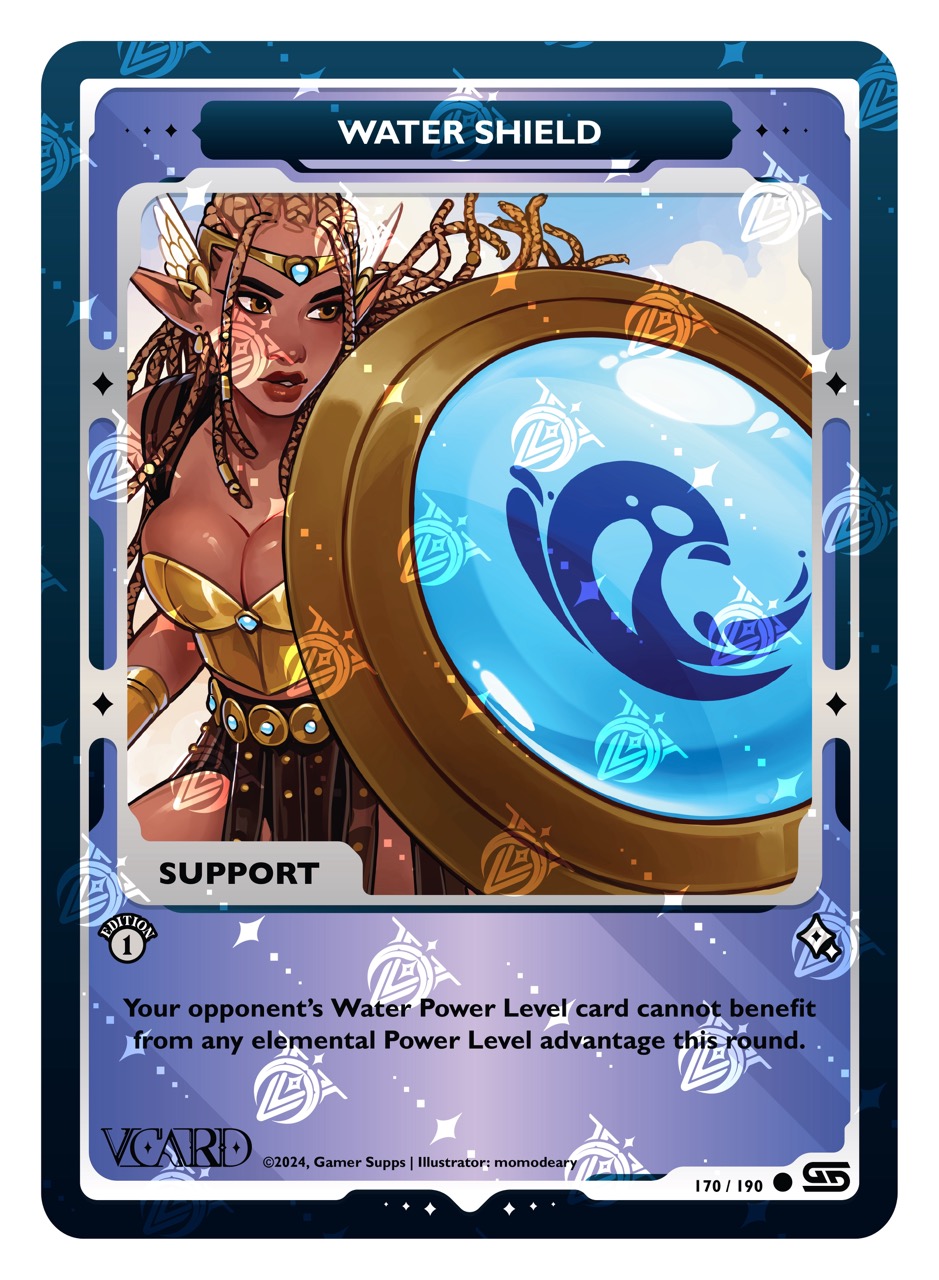 WATER SHIELD
SUPPORT
EDITION
1
Your opponent's Water Power Level card cannot benefit
from any elemental Power Level advantage this round.
VCARD
©2024, Gamer Supps | Illustrator: momodeary
170 / 190
GS